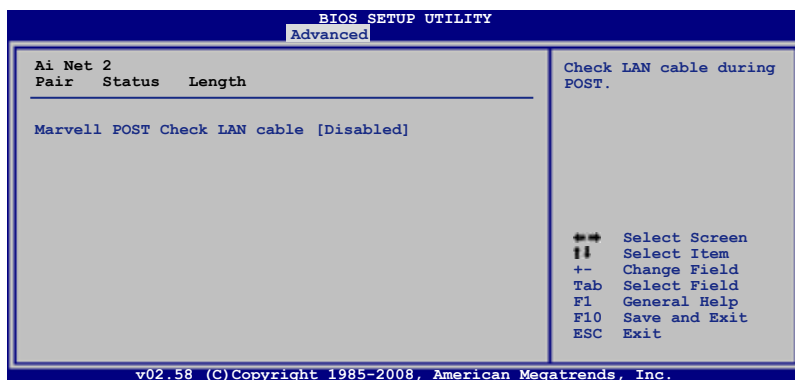 BIOS SETUP UTILITY
Advanced
Ai Net 2
Pair Status Length
Marvell POST Check LAN cable [Disabled]
Check LAN cable during
POST.
Select Screen
Select Item
+- Change Field
Tab Select Field
F1 General Help
F10 Save and Exit
ESC Exit
v02.58 (C)Copyright 1985-2008, American Megatrends, Inc.